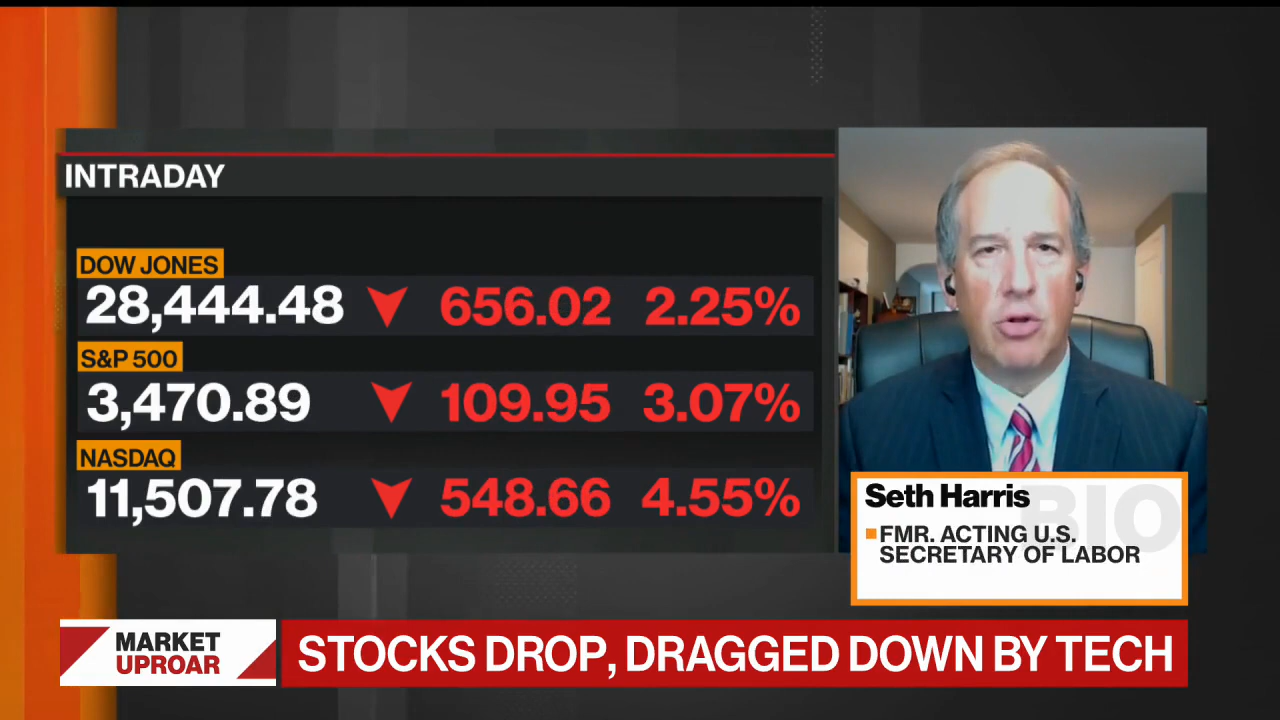 INTRADAY
DOW JONES
28,444.48 656.02 2.25%
S&P 500
3,470.89 109.95 3.07%
NASDAQ
11,507.78 548.66 4.55%
BIO
Seth Harris
FMR. ACTING U.S.
SECRETARY OF LABOR
MARKET
UPROAR
STOCKS DROP, DRAGGED DOWN BY TECH